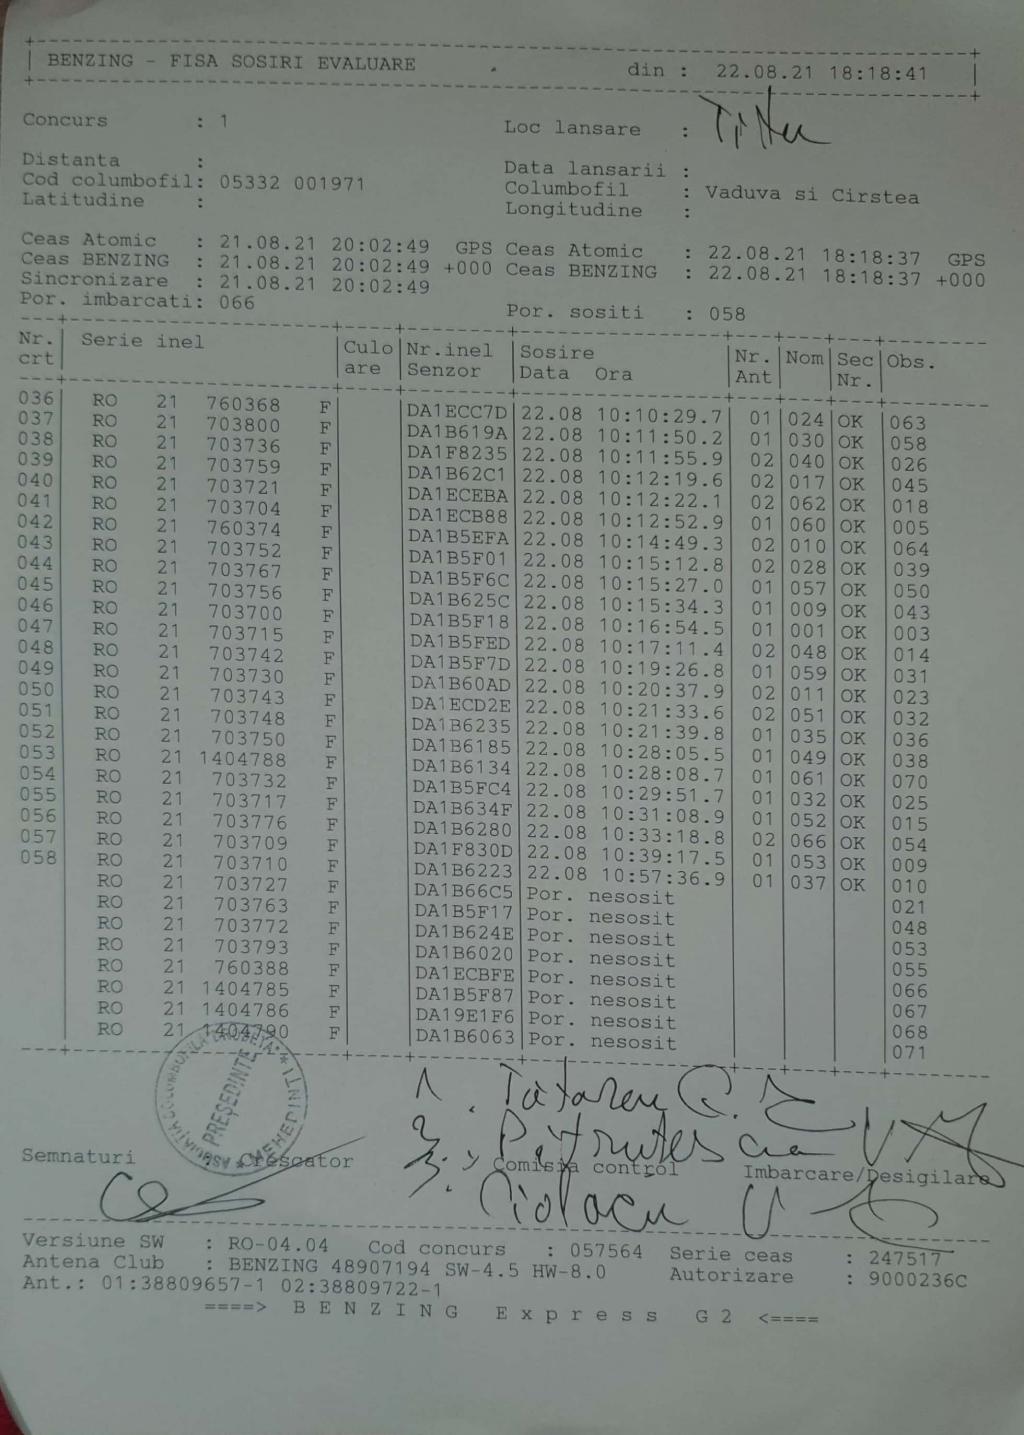 BENZING - FISA SOSIRI EVALUARE din : 22.08.21 18:18:41
Concurs : 1 Loc lansare : Titu
Distanta : Data lansarii :
Cod columbofil: 05332 001971 Columbofil : Vaduva si Cirstea
Latitudine : Longitudine :
Ceas Atomic : 21.08.21 20:02:49 GPS Ceas Atomic : 22.08.21 18:18:37 GPS
Ceas BENZING : 21.08.21 20:02:49 +000 Ceas BENZING : 22.08.21 18:18:37 +000
Sincronizare : 21.08.21 20:02:49
Por. imbarcati: 066 Por. sositi : 058
Nr. Serie inel Culo Nr.inel Sosire Nr. Nom Sec Obs.
crt are Senzor Data Ora Ant Nr.
036 RO 21 760368 F DA1ECC7D 22.08 10:10:29.7 01 024 OK 063
037 RO 21 703800 F DA1B619A 22.08 10:11:50.2 01 030 OK 058
038 RO 21 703736 F DA1F8235 22.08 10:11:55.9 02 040 OK 026
039 RO 21 703759 F DA1B62C1 22.08 10:12:19.6 02 017 OK 045
040 RO 21 703721 F DA1ECEBA 22.08 10:12:22.1 02 062 OK 018
041 RO 21 703704 F DA1ECB88 22.08 10:12:52.9 01 060 OK 005
042 RO 21 760374 F DA1B5EFA 22.08 10:14:49.3 02 010 OK 064
043 RO 21 703752 F DA1B5F01 22.08 10:15:12.8 02 028 OK 039
044 RO 21 703767 F DA1B5F6C 22.08 10:15:27.0 01 057 OK 050
045 RO 21 703756 F DA1B625C 22.08 10:15:34.3 01 009 OK 043
046 RO 21 703700 F DA1B5F18 22.08 10:16:54.5 01 001 OK 003
047 RO 21 703715 F DA1B5FED 22.08 10:17:11.4 02 048 OK 014
048 RO 21 703742 F DA1B5F7D 22.08 10:19:26.8 01 059 OK 031
049 RO 21 703730 F DA1B60AD 22.08 10:20:37.9 02 011 OK 023
050 RO 21 703743 F DA1ECD2E 22.08 10:21:33.6 02 051 OK 032
051 RO 21 703748 F DA1B6235 22.08 10:21:39.8 01 035 OK 036
052 RO 21 703750 F DA1B6185 22.08 10:28:05.5 01 049 OK 038
053 RO 21 1404788 F DA1B6134 22.08 10:28:08.7 01 061 OK 070
054 RO 21 703732 F DA1B5FC4 22.08 10:29:51.7 01 032 OK 025
055 RO 21 703717 F DA1B634F 22.08 10:31:08.9 01 052 OK 015
056 RO 21 703776 F DA1B6280 22.08 10:33:18.8 02 066 OK 054
057 RO 21 703709 F DA1F830D 22.08 10:39:17.5 01 053 OK 009
058 RO 21 703710 F DA1B6223 22.08 10:57:36.9 01 037 OK 010
RO 21 703727 F DA1B66C5 Por. nesosit 021
RO 21 703763 F DA1B5F17 Por. nesosit 048
RO 21 703772 F DA1B624E Por. nesosit 053
RO 21 703793 F DA1B6020 Por. nesosit 055
RO 21 760388 F DA1ECBFE Por. nesosit 066
RO 21 1404785 F DA1B5F87 Por. nesosit 067
RO 21 1404786 F DA19E1F6 Por. nesosit 068
RO 21 1404790 F DA1B6063 Por. nesosit 071
PREȘEDINTE
MEHEDINȚI
1. Tataru
2.
3.
Semnaturi Crescator Comisia control Imbarcare/Desigilare
Versiune SW : RO-04.04 Cod concurs : 057564 Serie ceas : 247517
Antena Club : BENZING 48907194 SW-4.5 HW-8.0 Autorizare : 9000236C
Ant.: 01:38809657-1 02:38809722-1
====> B E N Z I N G E x p r e s s G 2 <====